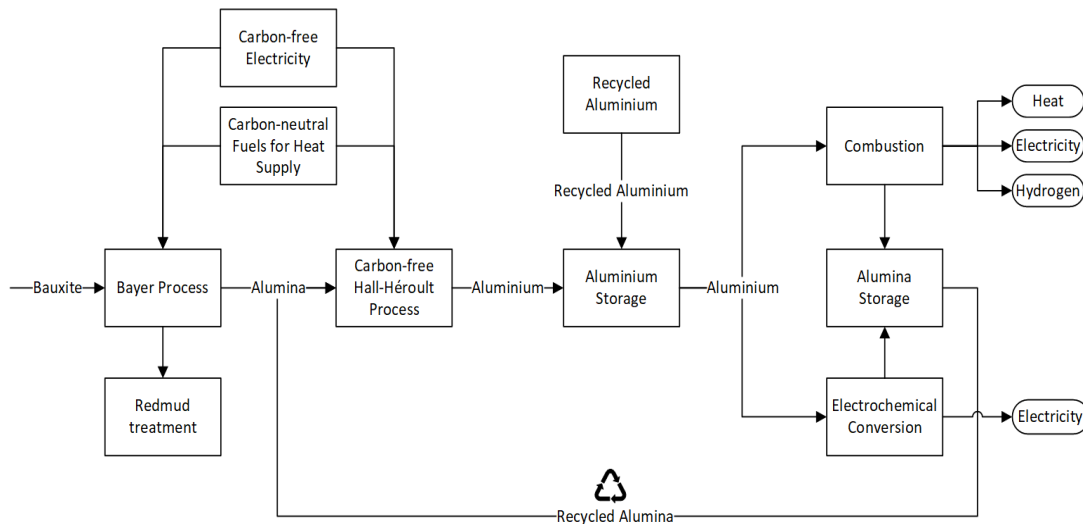 Carbon-free
Electricity
Carbon-neutral
Fuels for Heat
Supply
Recycled
Aluminium
Recycled Aluminium
Combustion
Heat
Electricity
Hydrogen
Bauxite
Bayer Process
Alumina
Carbon-free
Hall-Héroult
Process
Aluminium
Aluminium
Storage
Aluminium
Alumina
Storage
Redmud
treatment
Electrochemical
Conversion
Electricity
Recycled Alumina